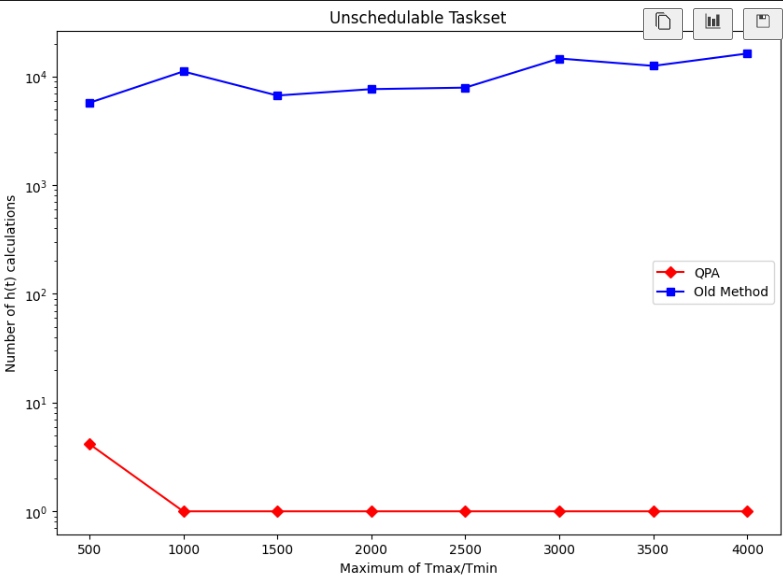 Unschedulable Taskset
Number of h(t) calculations
10⁴
10³
10²
10¹
10⁰
QPA
Old Method
500 1000 1500 2000 2500 3000 3500 4000
Maximum of Tmax/Tmin